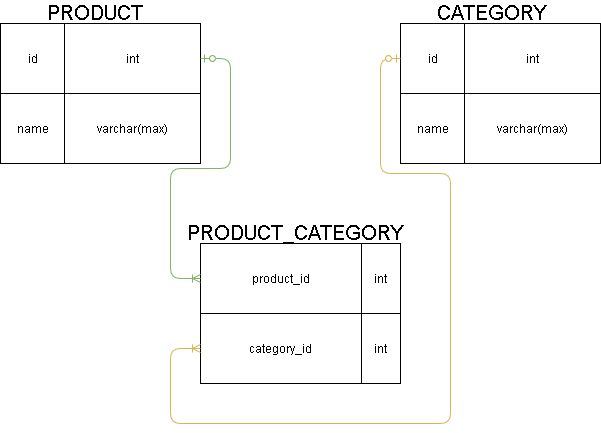 PRODUCT
id int
name varchar(max)
CATEGORY
id int
name varchar(max)
PRODUCT_CATEGORY
product_id int
category_id int